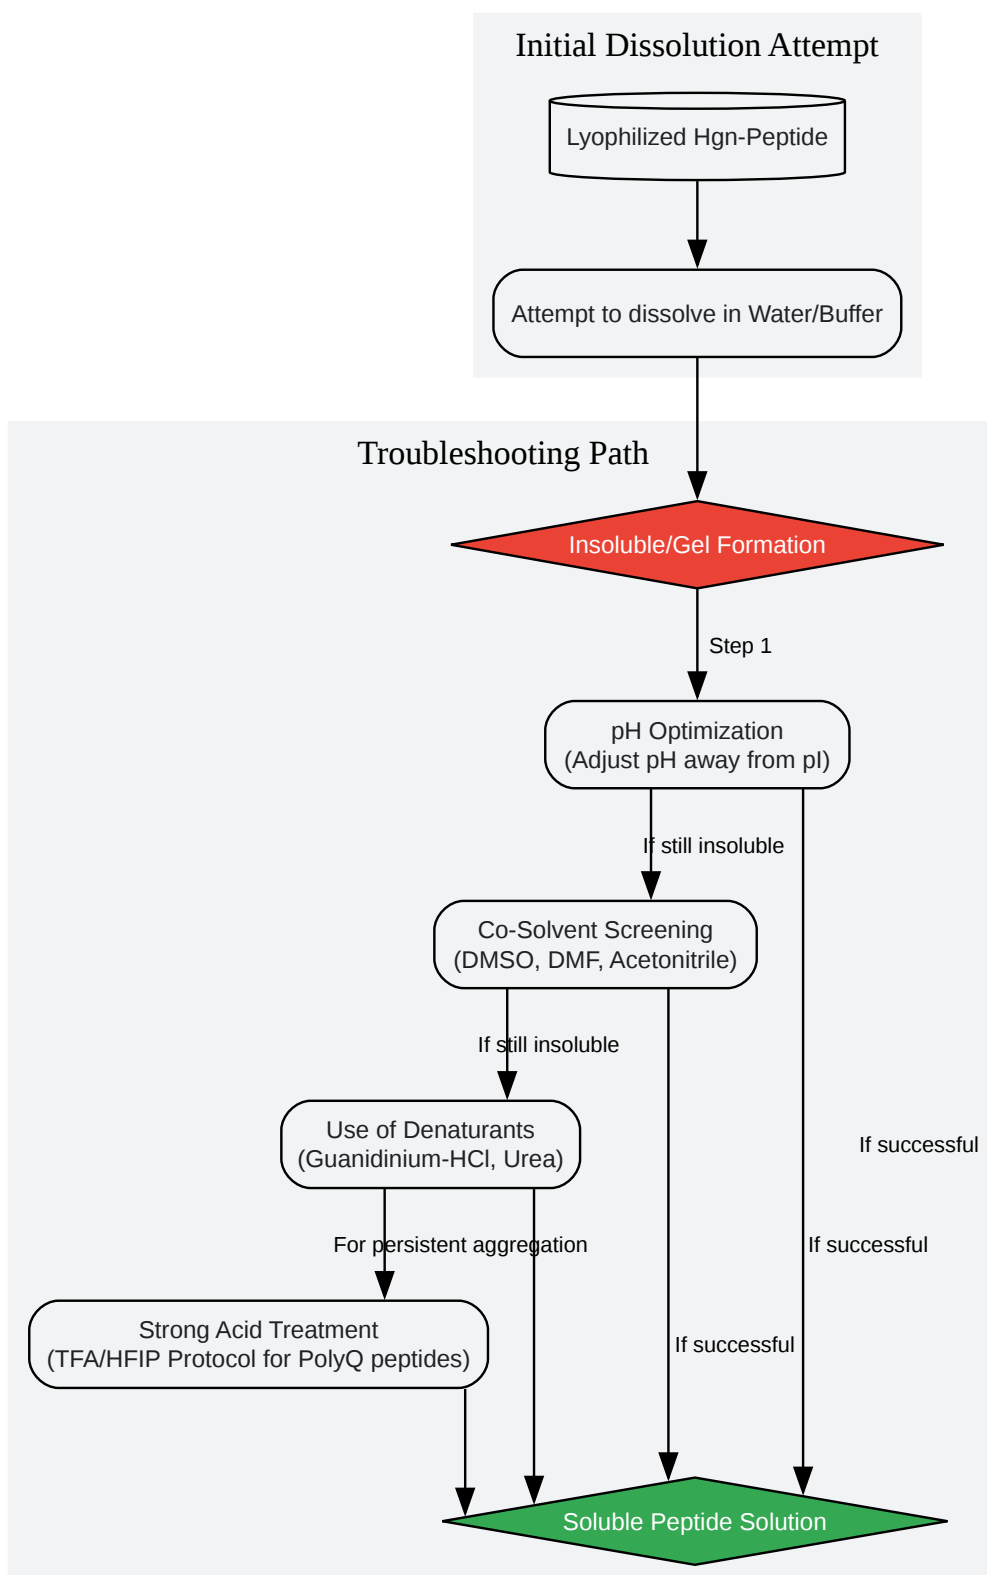 Initial Dissolution Attempt
Lyophilized Hgn-Peptide
Attempt to dissolve in Water/Buffer
Troubleshooting Path
Insoluble/Gel Formation
Step 1
pH Optimization
(Adjust pH away from pI)
If still insoluble
Co-Solvent Screening
(DMSO, DMF, Acetonitrile)
If still insoluble
Use of Denaturants
(Guanidinium-HCl, Urea)
If successful
For persistent aggregation
If successful
Strong Acid Treatment
(TFA/HFIP Protocol for PolyQ peptides)
If successful
Soluble Peptide Solution